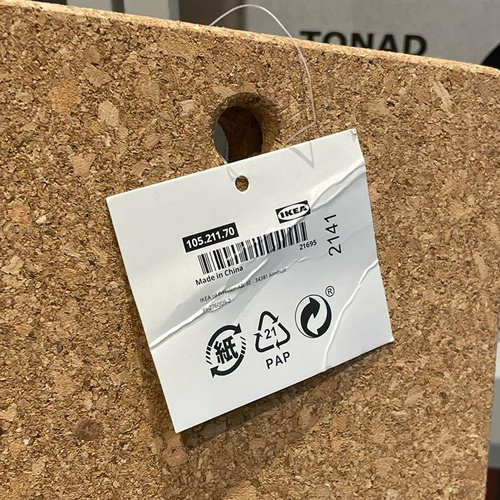 TONAD
IKEA
105.211.70
21695
2141
Made in China
紙
21
PAP
®